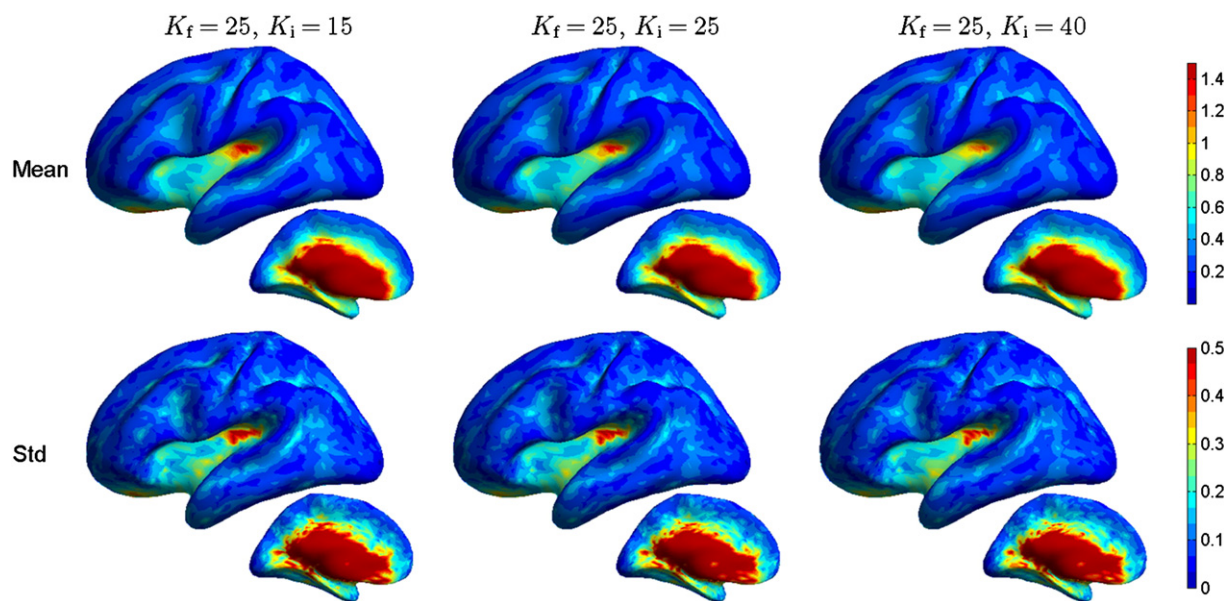 K_f = 25, K_i = 15
K_f = 25, K_i = 25
K_f = 25, K_i = 40
Mean
1.4
1.2
1
0.8
0.6
0.4
0.2
Std
0.5
0.4
0.3
0.2
0.1
0